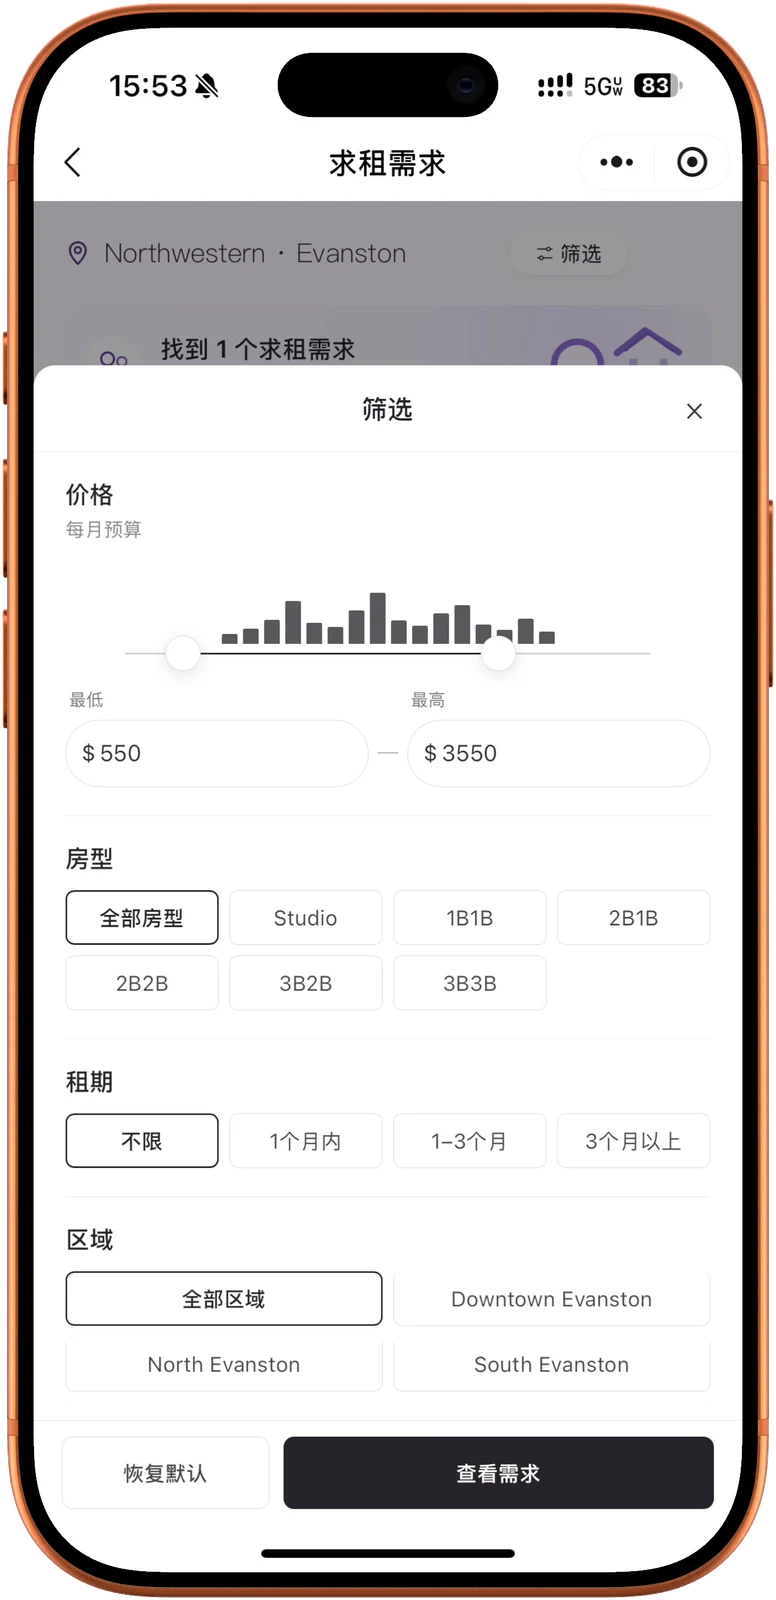 15:53
5G UW
83
求租需求
Northwestern · Evanston
筛选
找到 1 个求租需求
筛选
价格
每月预算
最低
最高
$ 550
—
$ 3550
房型
全部房型
Studio
1B1B
2B1B
2B2B
3B2B
3B3B
租期
不限
1个月内
1–3个月
3个月以上
区域
全部区域
Downtown Evanston
North Evanston
South Evanston
恢复默认
查看需求